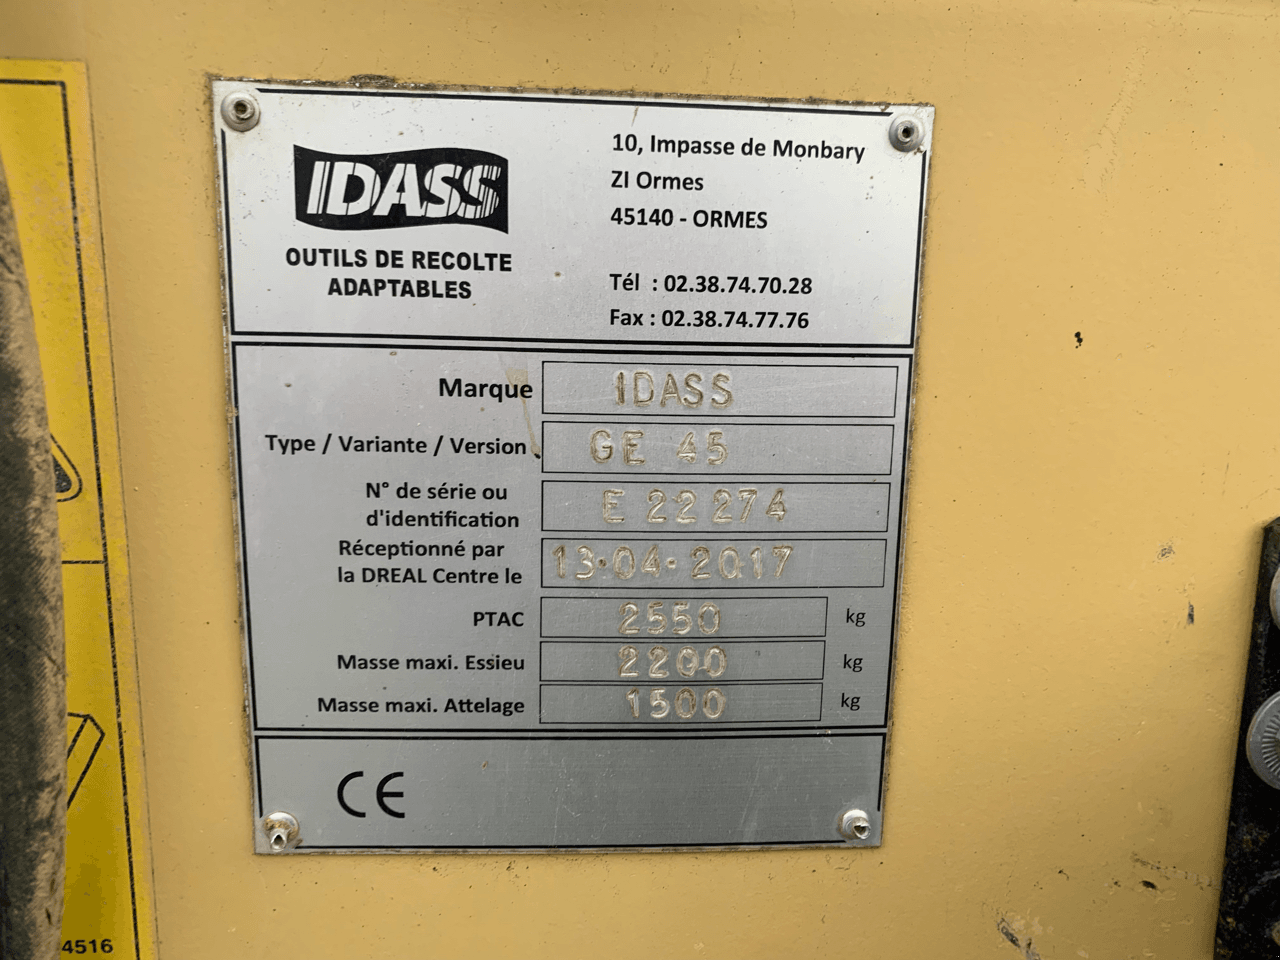 IDASS
OUTILS DE RECOLTE
ADAPTABLES
10, Impasse de Monbary
ZI Ormes
45140 - ORMES
Tél : 02.38.74.70.28
Fax : 02.38.74.77.76
Marque IDASS
Type / Variante / Version GE 45
N° de série ou
d'identification E 22 274
Réceptionné par
la DREAL Centre le 13·04·2017
PTAC 2550 kg
Masse maxi. Essieu 2200 kg
Masse maxi. Attelage 1500 kg
CE
4516